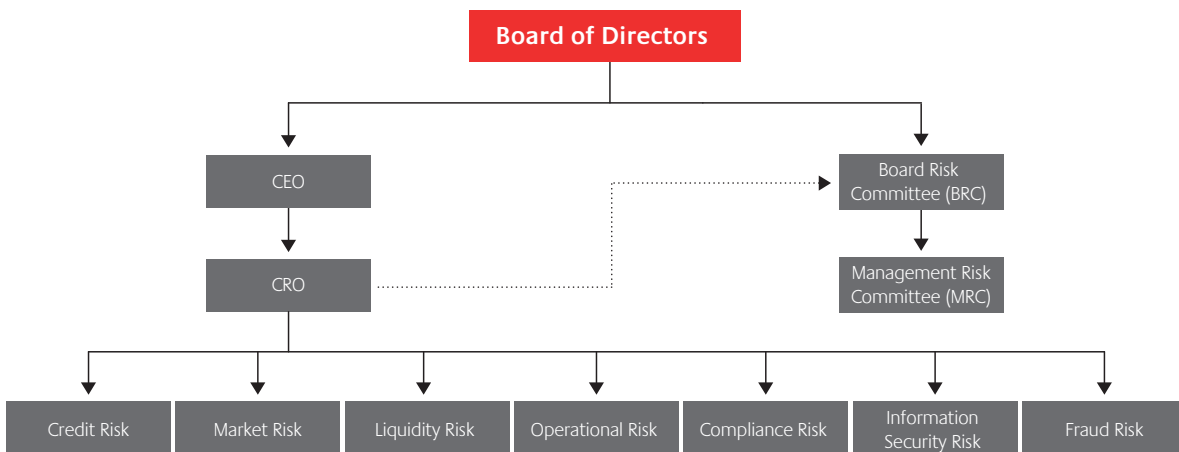 Board of Directors
CEO
Board Risk
Committee (BRC)
CRO
Management Risk
Committee (MRC)
Credit Risk
Market Risk
Liquidity Risk
Operational Risk
Compliance Risk
Information
Security Risk
Fraud Risk